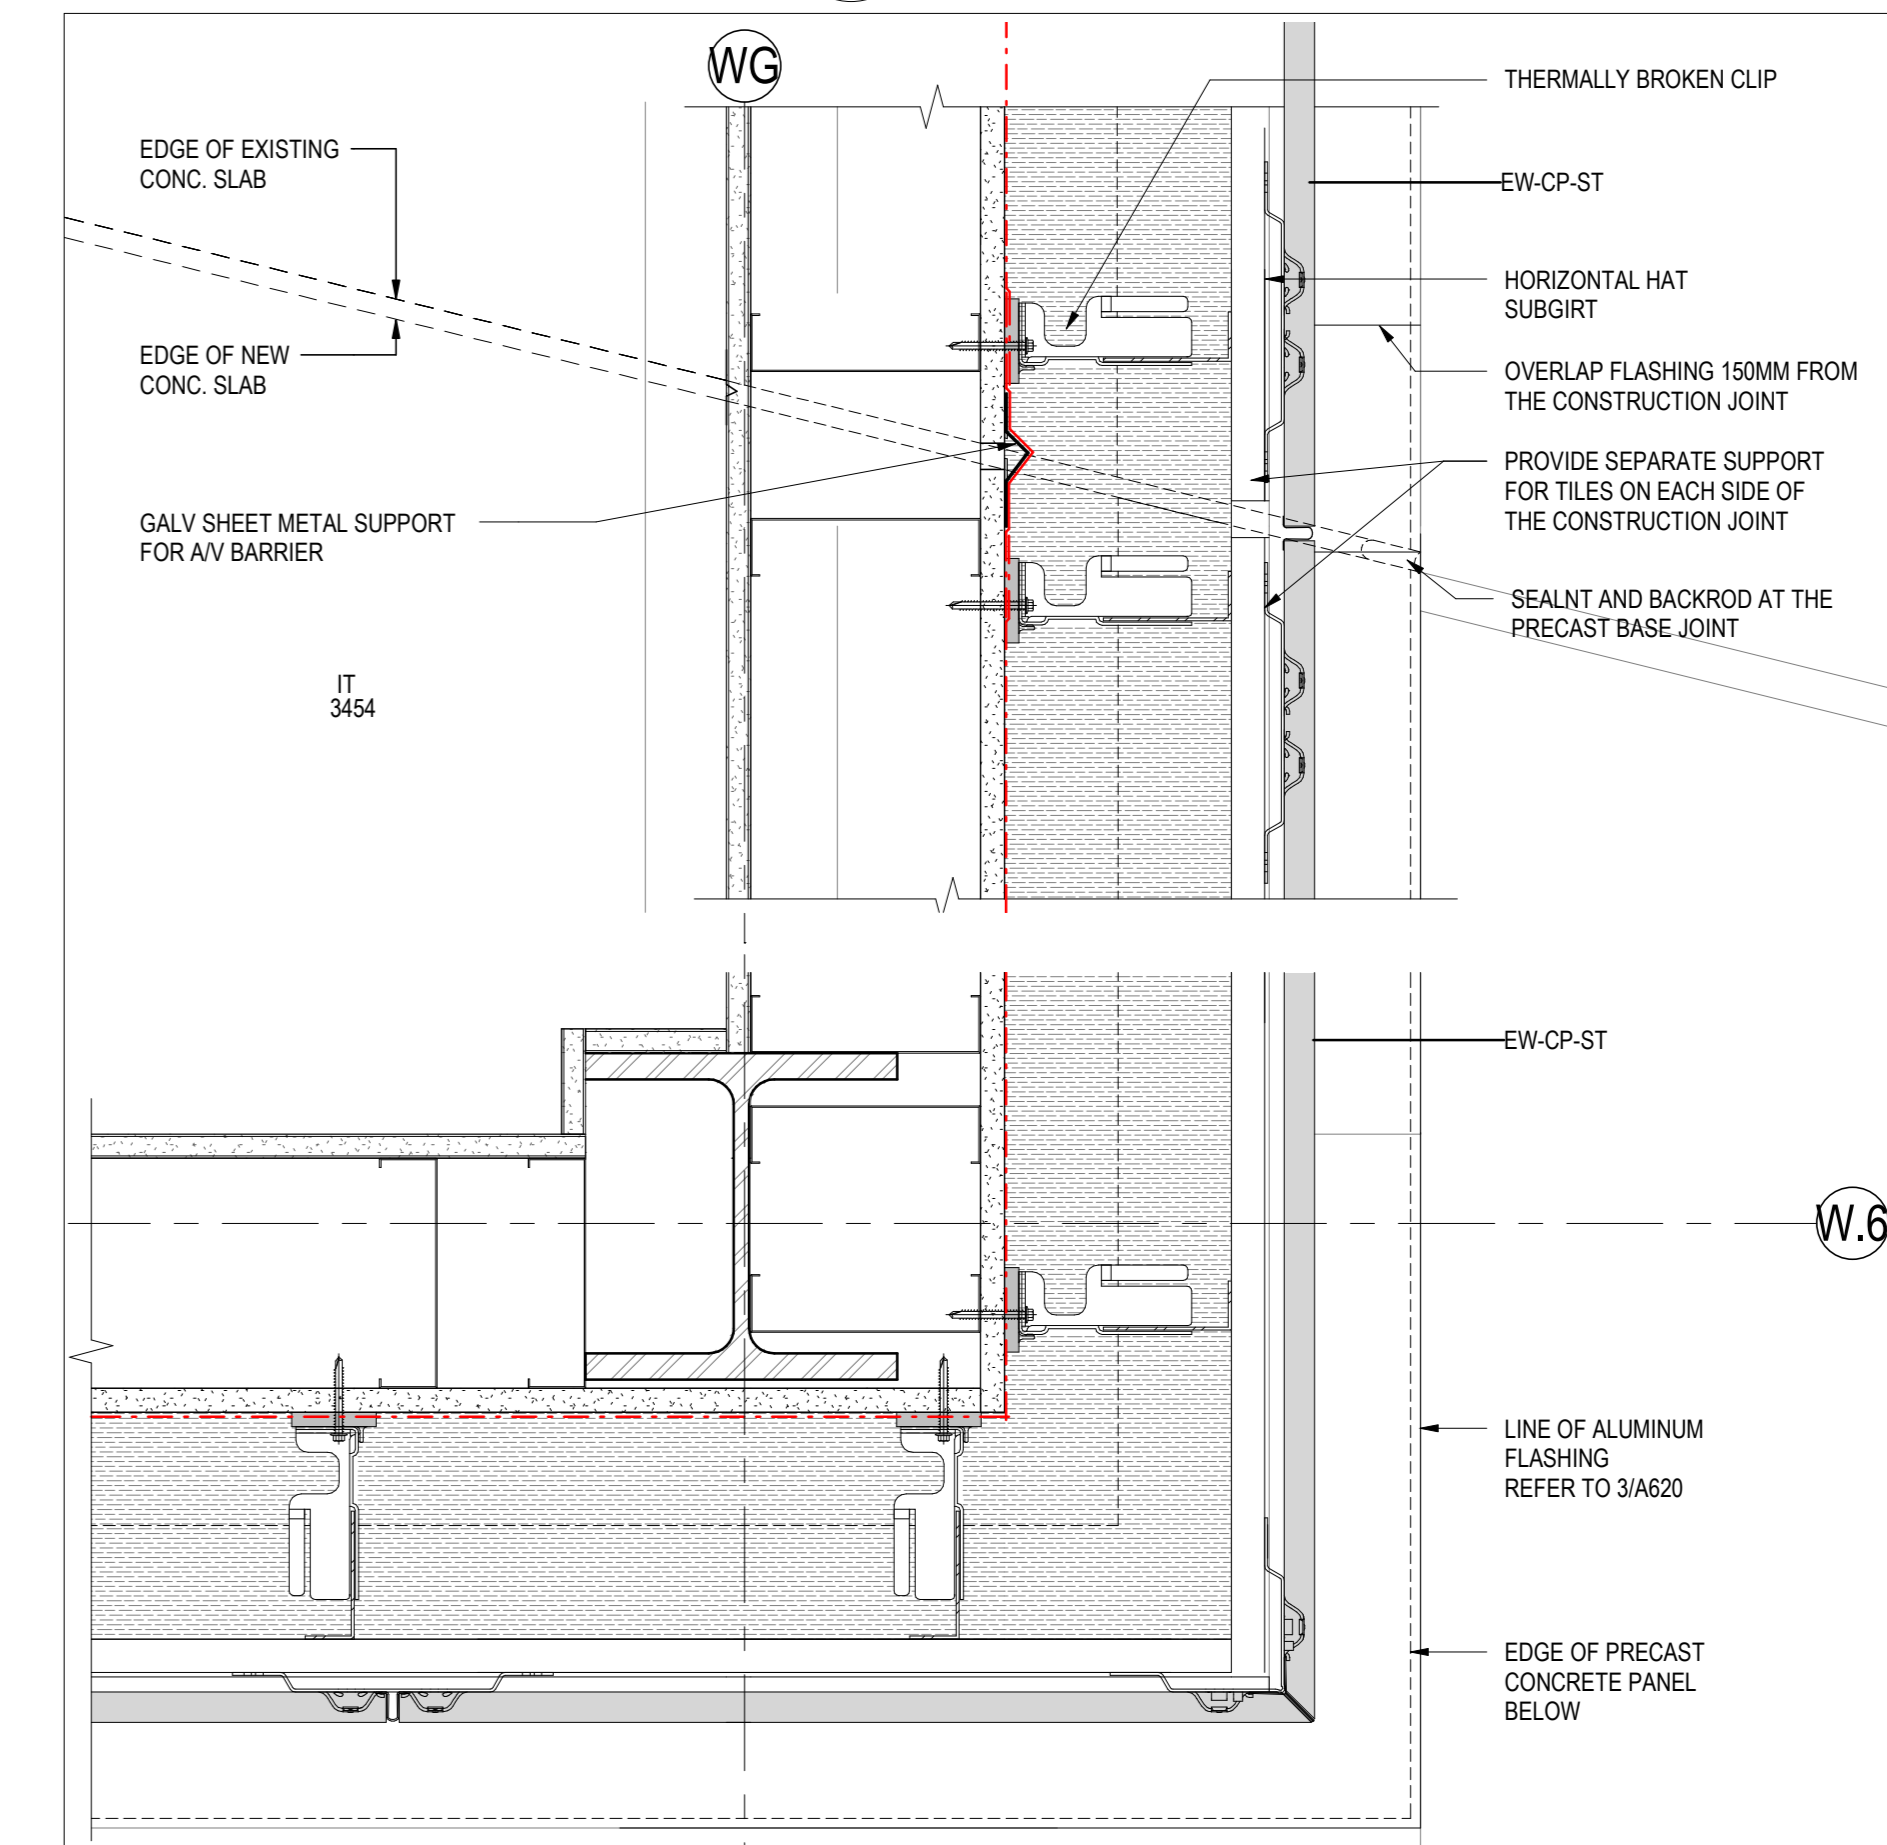 WG
THERMALLY BROKEN CLIP
EDGE OF EXISTING
CONC. SLAB
EW-CP-ST
HORIZONTAL HAT
SUBGIRT
EDGE OF NEW
CONC. SLAB
OVERLAP FLASHING 150MM FROM
THE CONSTRUCTION JOINT
PROVIDE SEPARATE SUPPORT
FOR TILES ON EACH SIDE OF
THE CONSTRUCTION JOINT
GALV SHEET METAL SUPPORT
FOR A/V BARRIER
SEALNT AND BACKROD AT THE
PRECAST BASE JOINT
IT
3454
EW-CP-ST
W.6
LINE OF ALUMINUM
FLASHING
REFER TO 3/A620
EDGE OF PRECAST
CONCRETE PANEL
BELOW